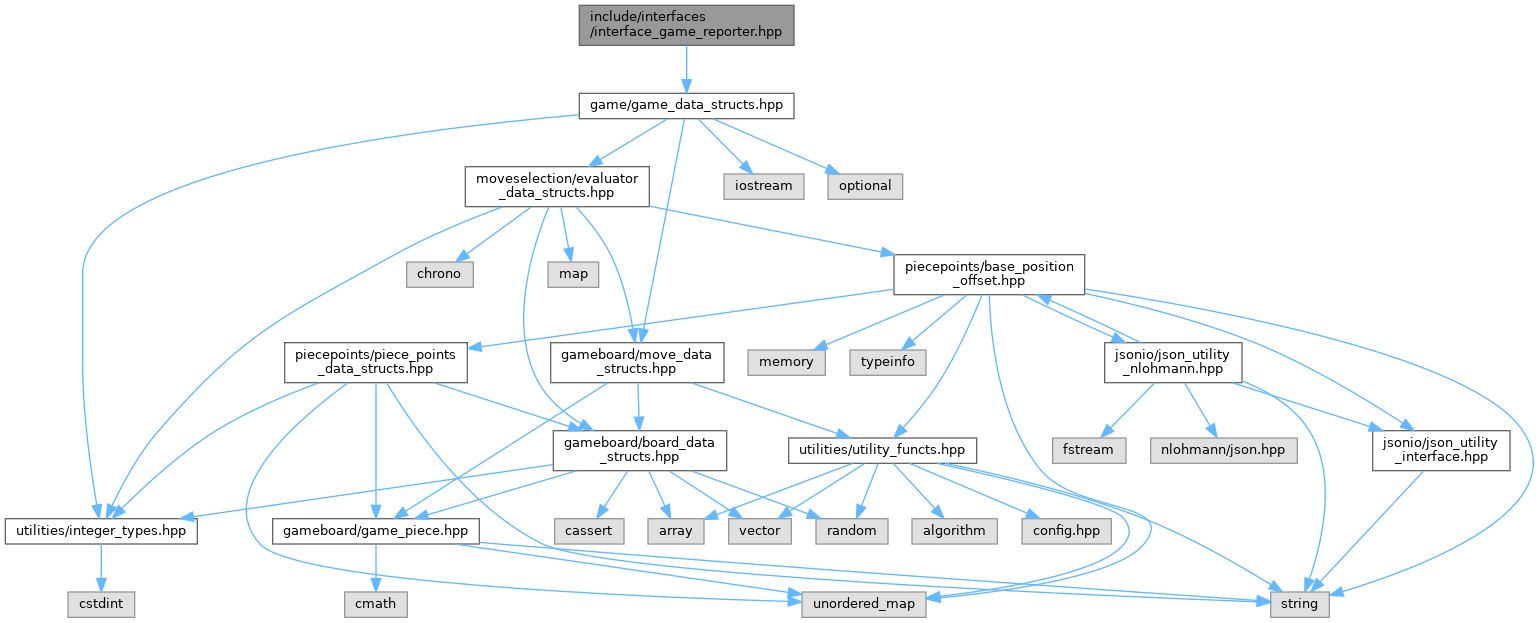 include/interfaces
/interface_game_reporter.hpp
game/game_data_structs.hpp
moveselection/evaluator
_data_structs.hpp
iostream
optional
chrono
map
piecepoints/base_position
_offset.hpp
piecepoints/piece_points
_data_structs.hpp
gameboard/move_data
_structs.hpp
memory
typeinfo
jsonio/json_utility
_nlohmann.hpp
gameboard/board_data
_structs.hpp
utilities/utility_functs.hpp
fstream
nlohmann/json.hpp
jsonio/json_utility
_interface.hpp
utilities/integer_types.hpp
gameboard/game_piece.hpp
cassert
array
vector
random
algorithm
config.hpp
cstdint
cmath
unordered_map
string